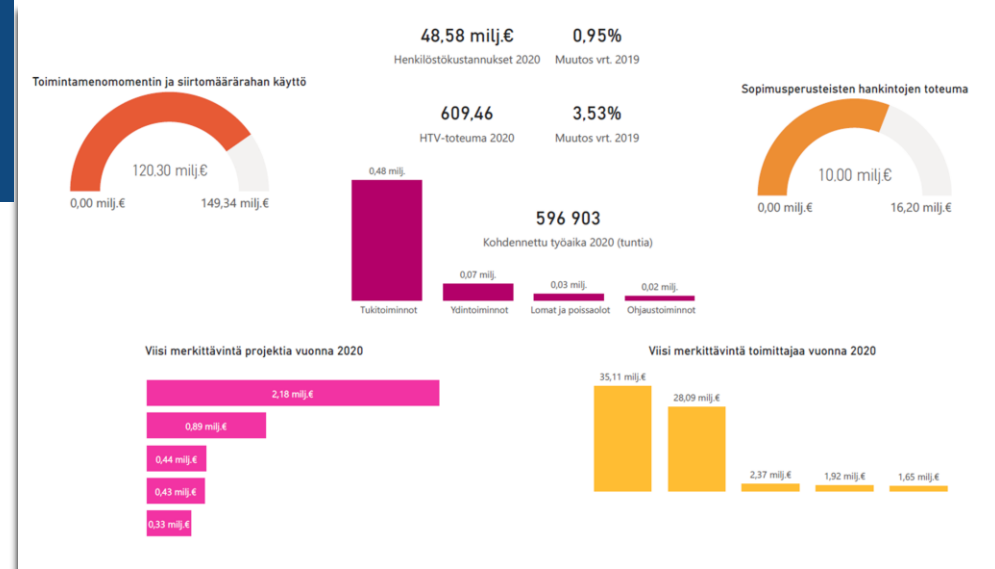 48,58 milj.€
0,95%
Henkilöstökustannukset 2020
Muutos vrt. 2019
Toimintamenomomentin ja siirtomäärärahan käyttö
120,30 milj.€
0,00 milj.€
149,34 milj.€
609,46
3,53%
HTV-toteuma 2020
Muutos vrt. 2019
Sopimusperusteisten hankintojen toteuma
10,00 milj.€
0,00 milj.€
16,20 milj.€
0,48 milj.
596 903
Kohdennettu työaika 2020 (tuntia)
0,07 milj.
0,03 milj.
0,02 milj.
Tukitoiminnot
Ydintoiminnot
Lomat ja poissaolot
Ohjaustoiminnot
Viisi merkittävintä projektia vuonna 2020
2,18 milj.€
0,89 milj.€
0,44 milj.€
0,43 milj.€
0,33 milj.€
Viisi merkittävintä toimittajaa vuonna 2020
35,11 milj.€
28,09 milj.€
2,37 milj.€
1,92 milj.€
1,65 milj.€